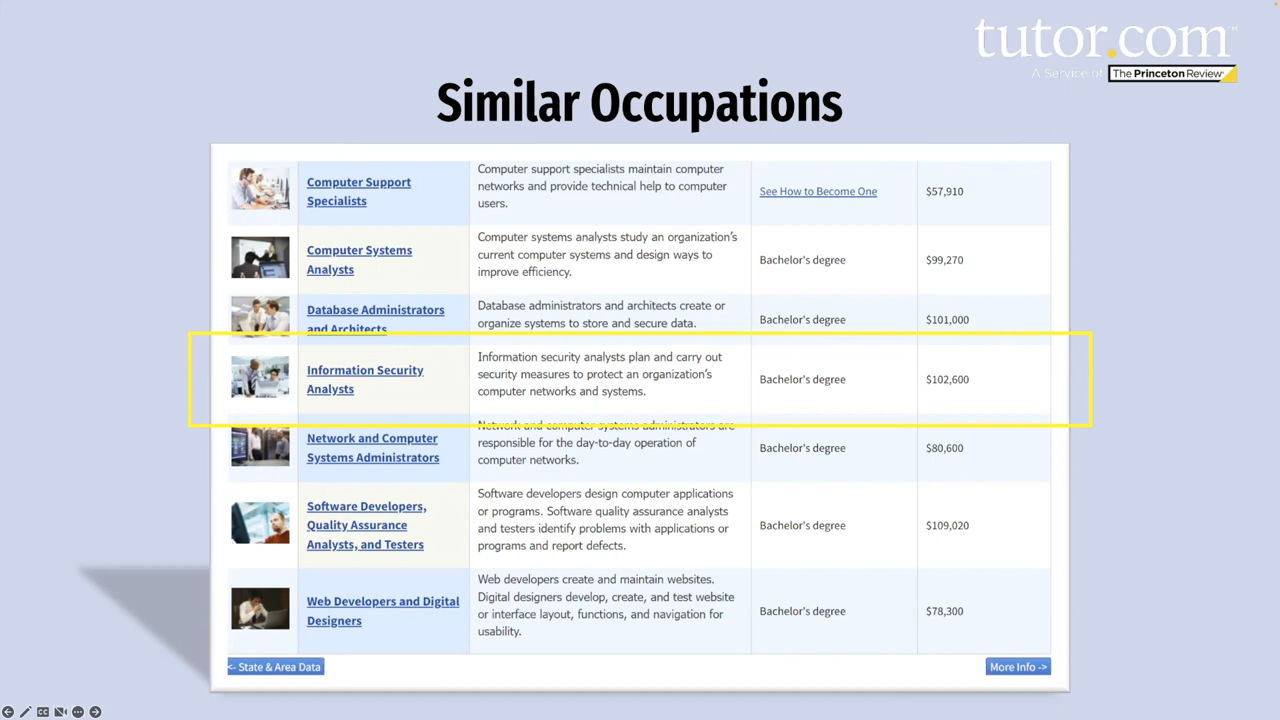 tutor.com
A Service of The Princeton Review
Similar Occupations
Computer Support
Specialists
Computer support specialists maintain computer
networks and provide technical help to computer
users.
See How to Become One
$57,910
Computer Systems
Analysts
Computer systems analysts study an organization’s
current computer systems and design ways to
improve efficiency.
Bachelor's degree
$99,270
Database Administrators
and Architects
Database administrators and architects create or
organize systems to store and secure data.
Bachelor's degree
$101,000
Information Security
Analysts
Information security analysts plan and carry out
security measures to protect an organization’s
computer networks and systems.
Bachelor's degree
$102,600
Network and Computer
Systems Administrators
Network and computer systems administrators are
responsible for the day-to-day operation of
computer networks.
Bachelor's degree
$80,600
Software Developers,
Quality Assurance
Analysts, and Testers
Software developers design computer applications
or programs. Software quality assurance analysts
and testers identify problems with applications or
programs and report defects.
Bachelor's degree
$109,020
Web Developers and Digital
Designers
Web developers create and maintain websites.
Digital designers develop, create, and test website
or interface layout, functions, and navigation for
usability.
Bachelor's degree
$78,300
<- State & Area Data
More Info ->